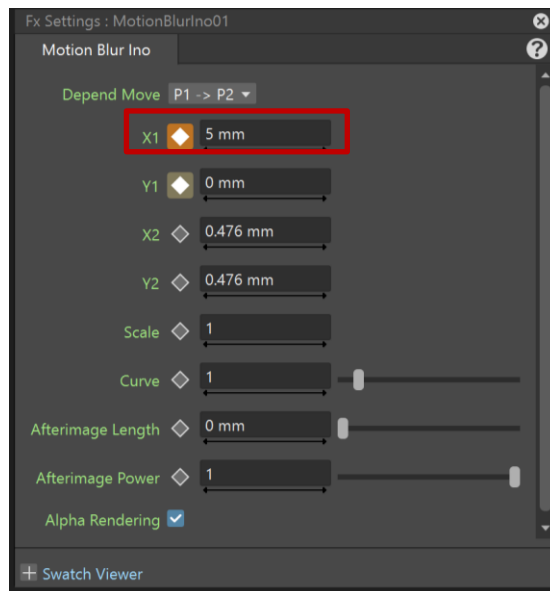 Fx Settings : MotionBlurIno01
Motion Blur Ino
?
Depend Move P1 -> P2
X1 5 mm
Y1 0 mm
X2 0.476 mm
Y2 0.476 mm
Scale 1
Curve 1
Afterimage Length 0 mm
Afterimage Power 1
Alpha Rendering
Swatch Viewer